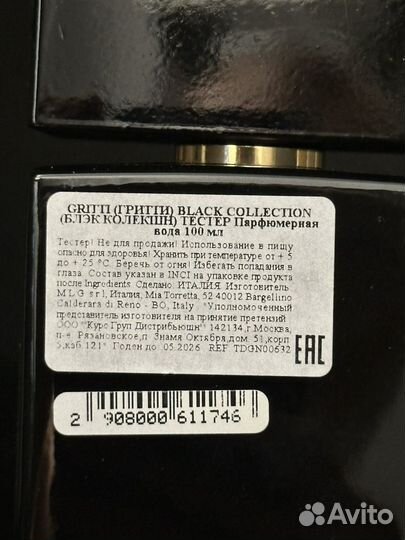 GRITTI (ГРИТТИ) BLACK COLLECTION
(БЛЭК КОЛЕКШН) ТЕСТЕР Парфюмерная
вода 100 мл
Тестер! Не для продажи! Использование в пищу
опасно для здоровья! Хранить при температуре от + 5
до + 25 °С. Беречь от огня! Избегать попадания в
глаза. Состав указан в INCI на упаковке продукта
после Ingredients. Сделано. ИТАЛИЯ. Изготовитель.
M L G s r l, Италия, Mia Torretta, 52 40012 Bargellino
Calderara di Reno - BO, Italy. "Уполномоченный
представитель изготовителя на принятие претензий
ООО "Курс Груп Дистрибьюшн" 142134, г Москва,
п-е Рязановское, п Знамя Октября, дом 51, корп
5, каб. 121" Годен до 05.2026 REF TDGN00632
EAC
2 908000 611746
Avito